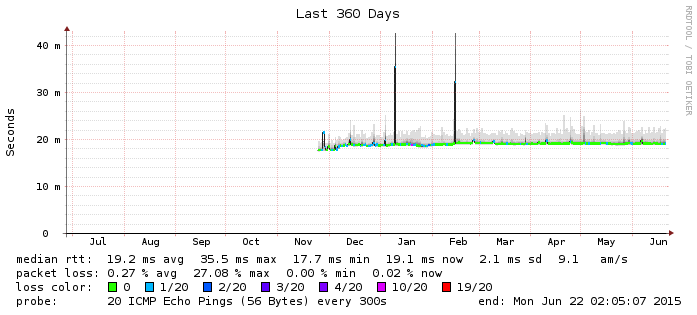 Last 360 Days
RRDTOOL / TOBI OETIKER
Seconds
40 m
30 m
20 m
10 m
0
Jul Aug Sep Oct Nov Dec Jan Feb Mar Apr May Jun
median rtt: 19.2 ms avg 35.5 ms max 17.7 ms min 19.1 ms now 2.1 ms sd 9.1 am/s
packet loss: 0.27 % avg 27.08 % max 0.00 % min 0.02 % now
loss color: 0 1/20 2/20 3/20 4/20 10/20 19/20
probe: 20 ICMP Echo Pings (56 Bytes) every 300s end: Mon Jun 22 02:05:07 2015